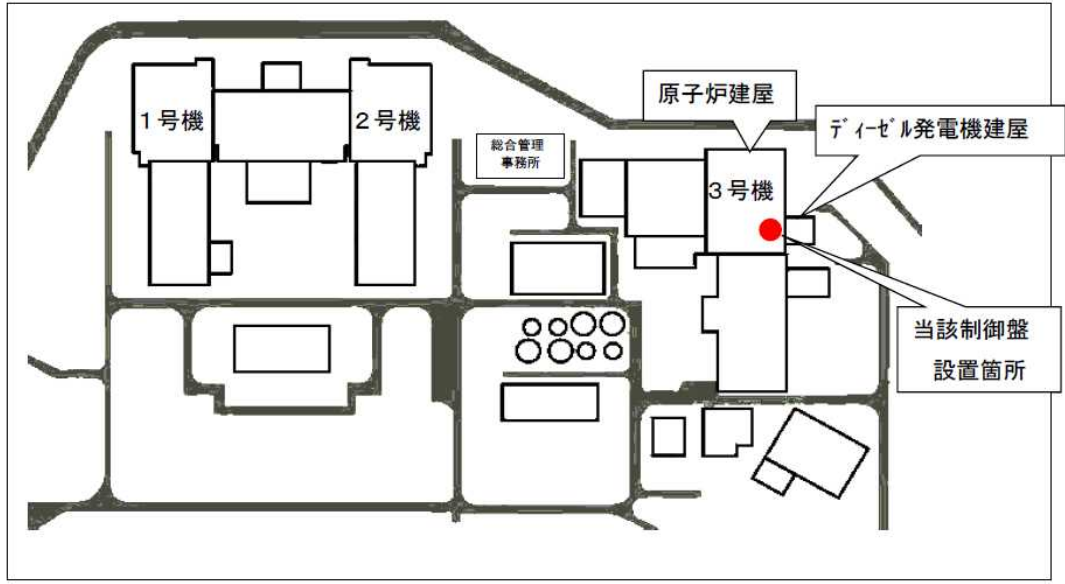 原子炉建屋
ﾃﾞｨｰｾﾞﾙ発電機建屋
１号機
２号機
総合管理
事務所
３号機
当該制御盤
設置箇所